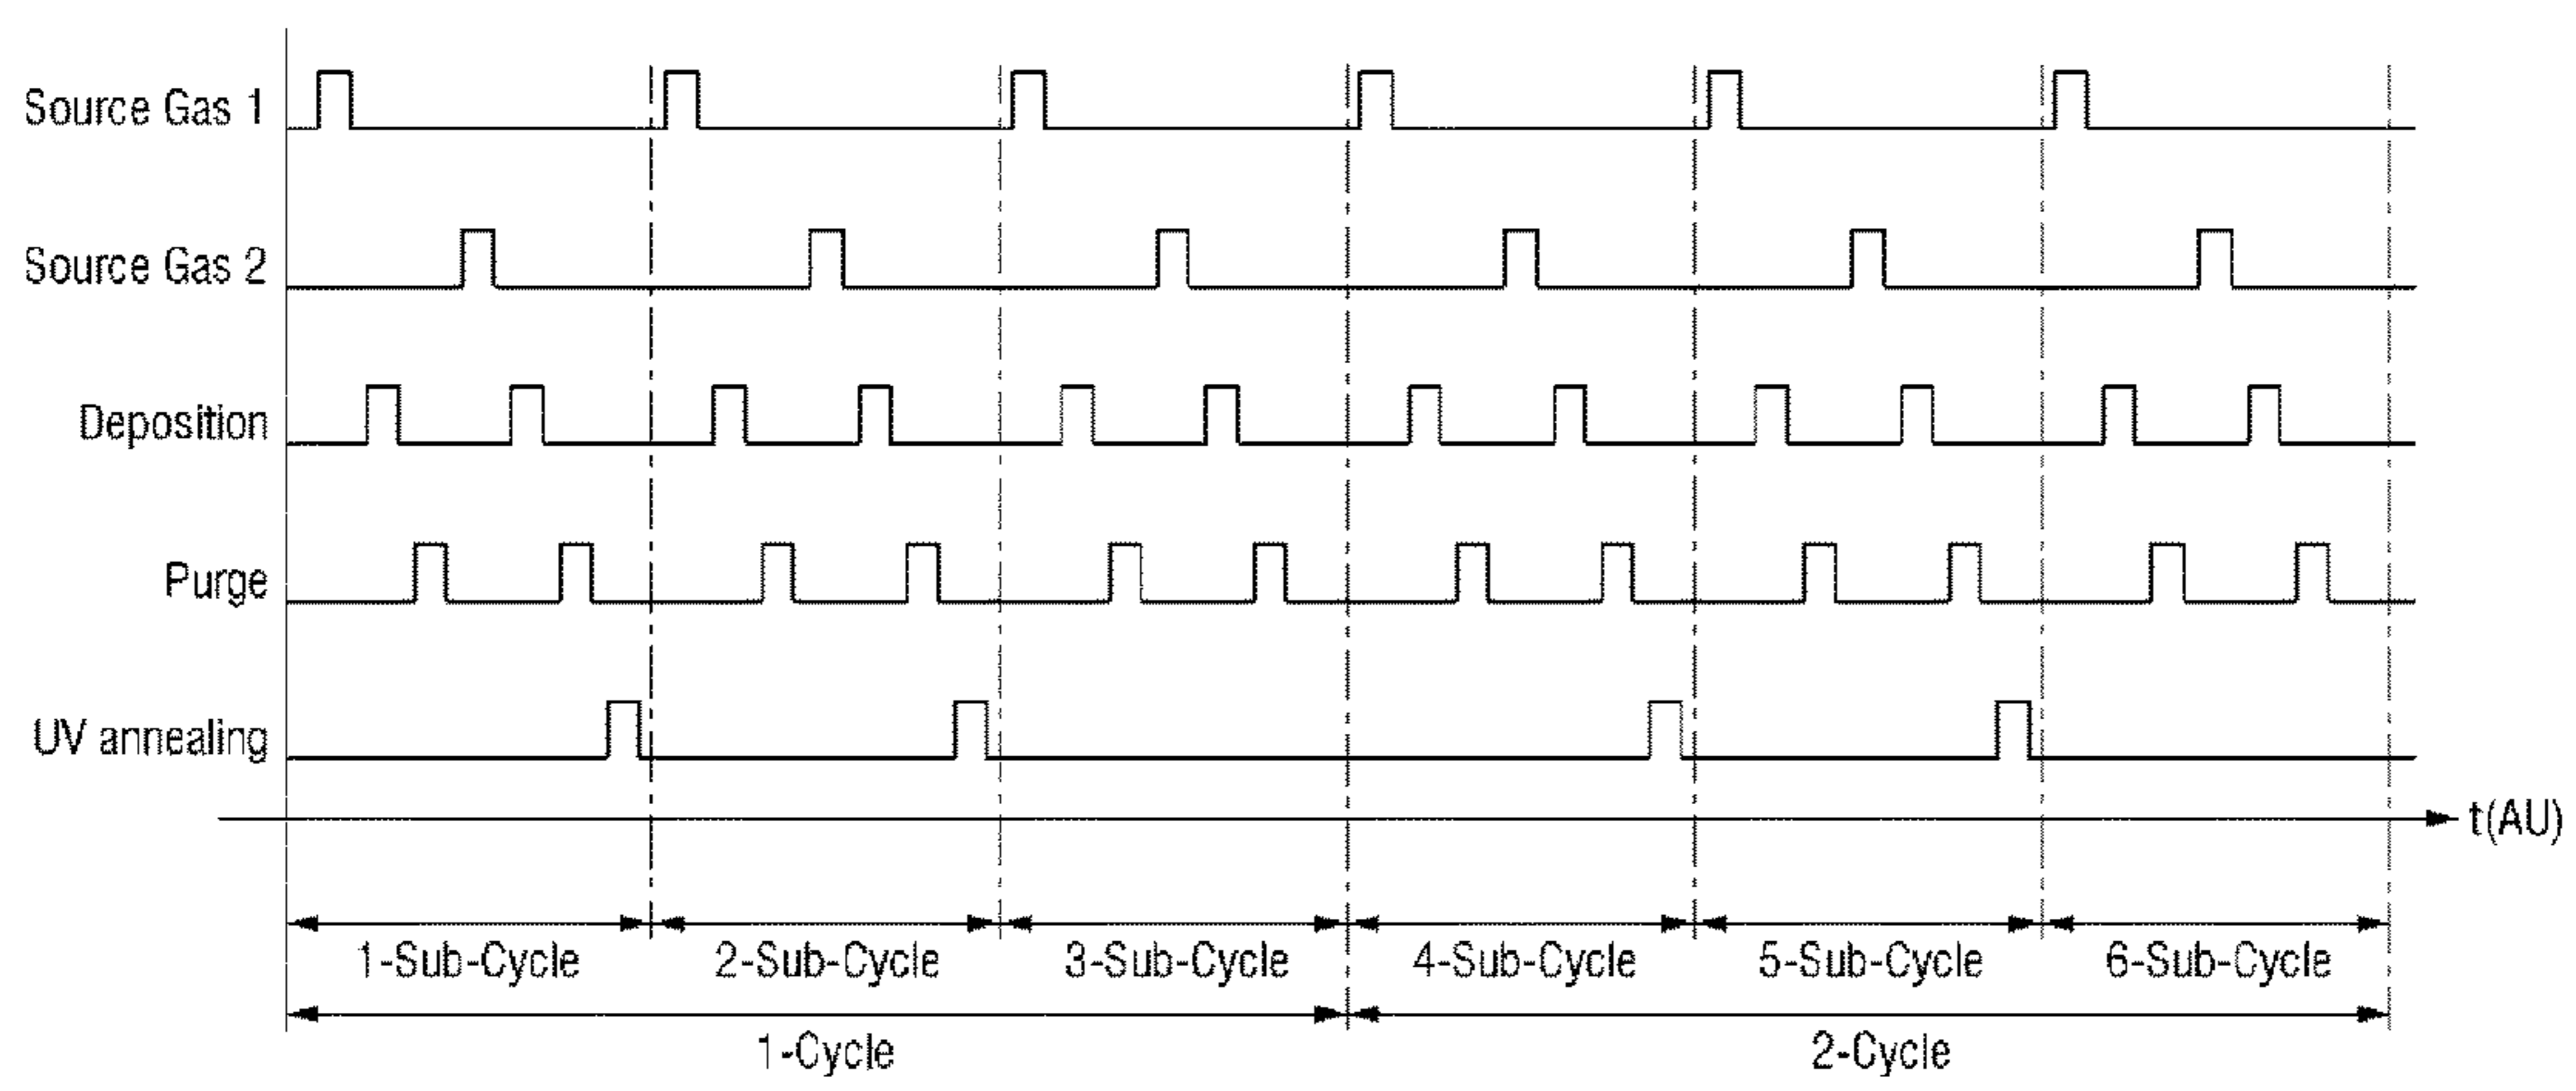 Source Gas 1
Source Gas 2
Deposition
Purge
UV annealing
t(AU)
1-Sub-Cycle 2-Sub-Cycle 3-Sub-Cycle 4-Sub-Cycle 5-Sub-Cycle 6-Sub-Cycle
1-Cycle 2-Cycle